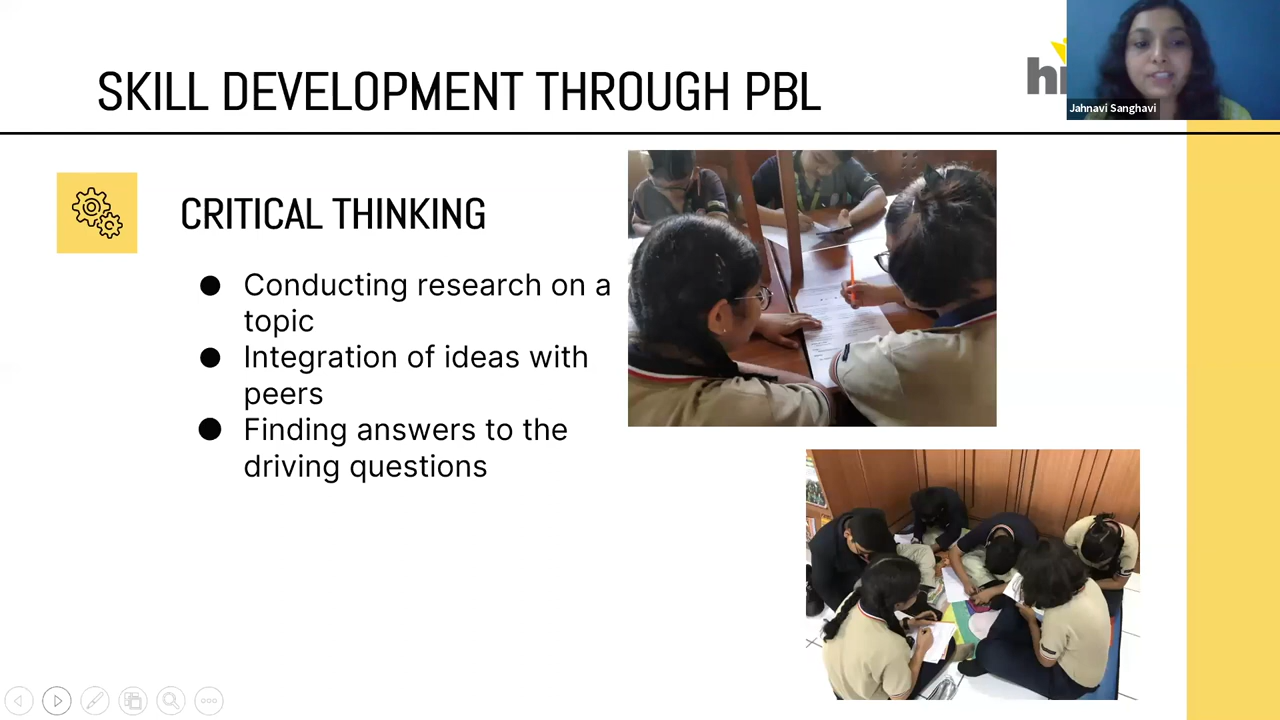 SKILL DEVELOPMENT THROUGH PBL
Jahnavi Sanghavi
CRITICAL THINKING
Conducting research on a
topic
Integration of ideas with
peers
Finding answers to the
driving questions